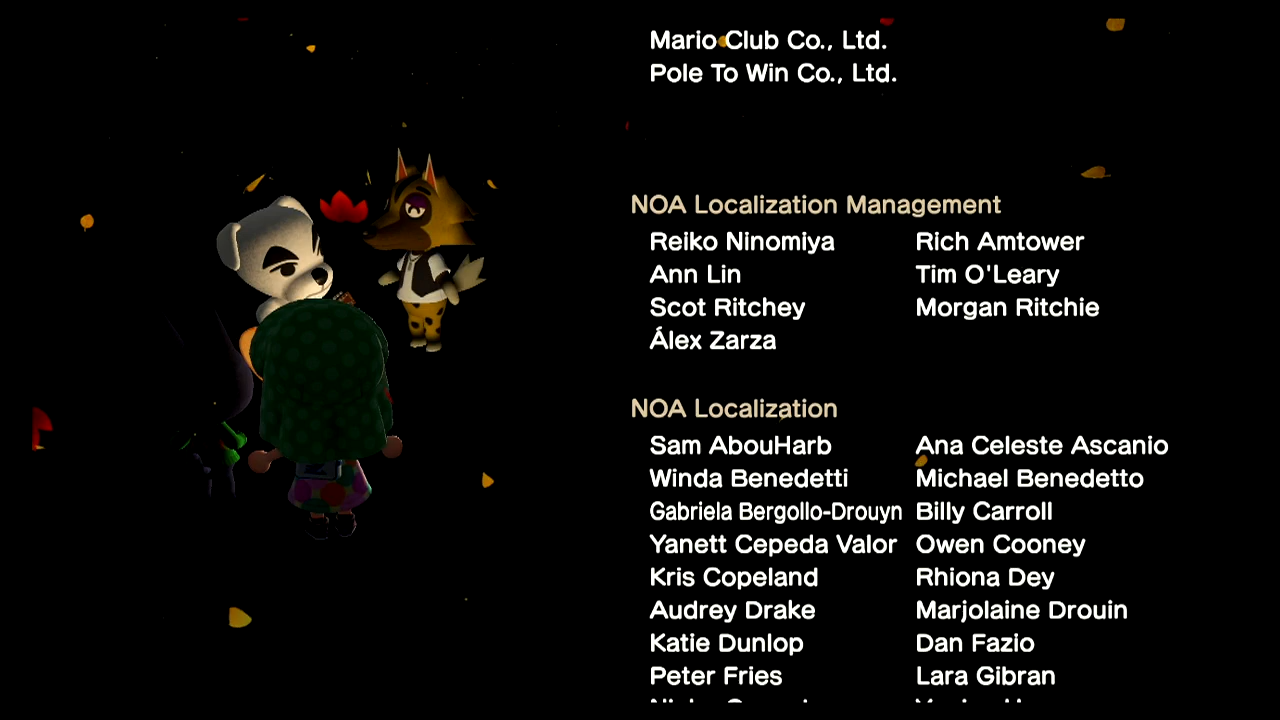 Mario Club Co., Ltd.
Pole To Win Co., Ltd.
NOA Localization Management
Reiko Ninomiya Rich Amtower
Ann Lin Tim O'Leary
Scot Ritchey Morgan Ritchie
Álex Zarza
NOA Localization
Sam AbouHarb Ana Celeste Ascanio
Winda Benedetti Michael Benedetto
Gabriela Bergollo-Drouyn Billy Carroll
Yanett Cepeda Valor Owen Cooney
Kris Copeland Rhiona Dey
Audrey Drake Marjolaine Drouin
Katie Dunlop Dan Fazio
Peter Fries Lara Gibran